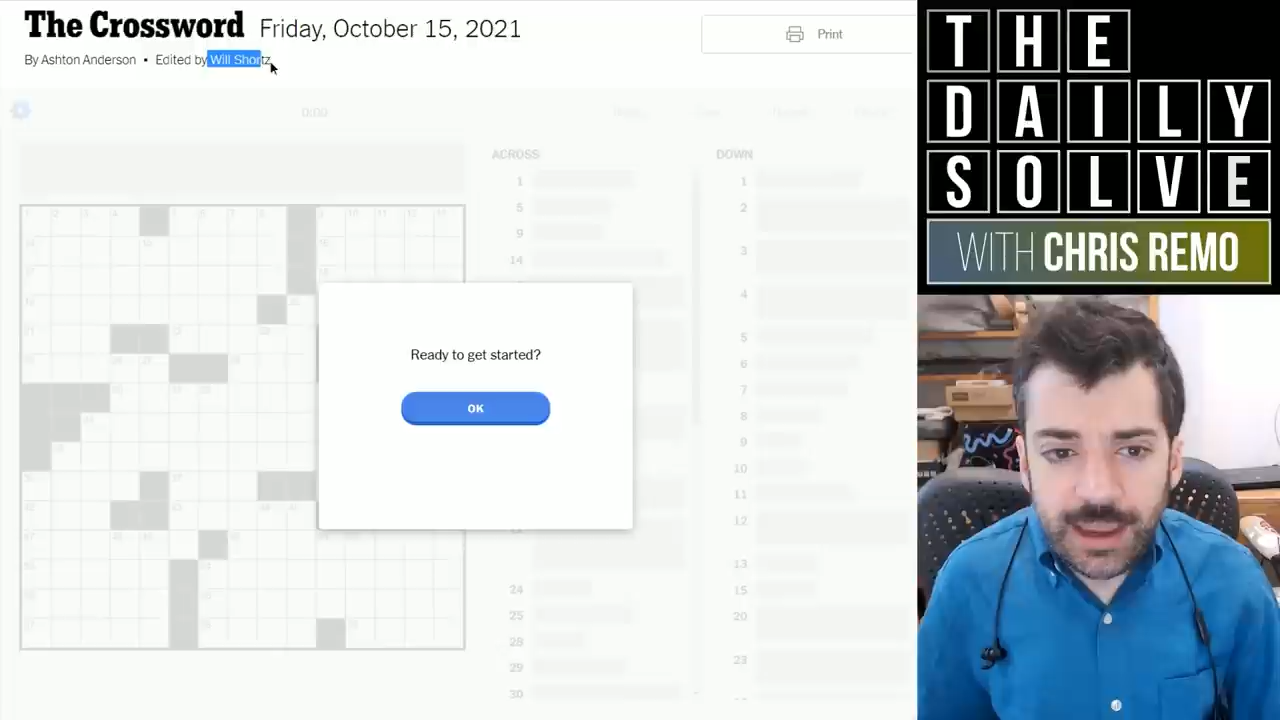 The Crossword Friday, October 15, 2021
Print
By Ashton Anderson • Edited by Will Shortz
0:00
ACROSS
1
5
9
14
24
25
28
29
30
DOWN
1
2
3
4
5
6
7
8
9
10
11
12
13
15
20
23
Ready to get started?
OK
THE
DAILY
SOLVE
WITH CHRIS REMO